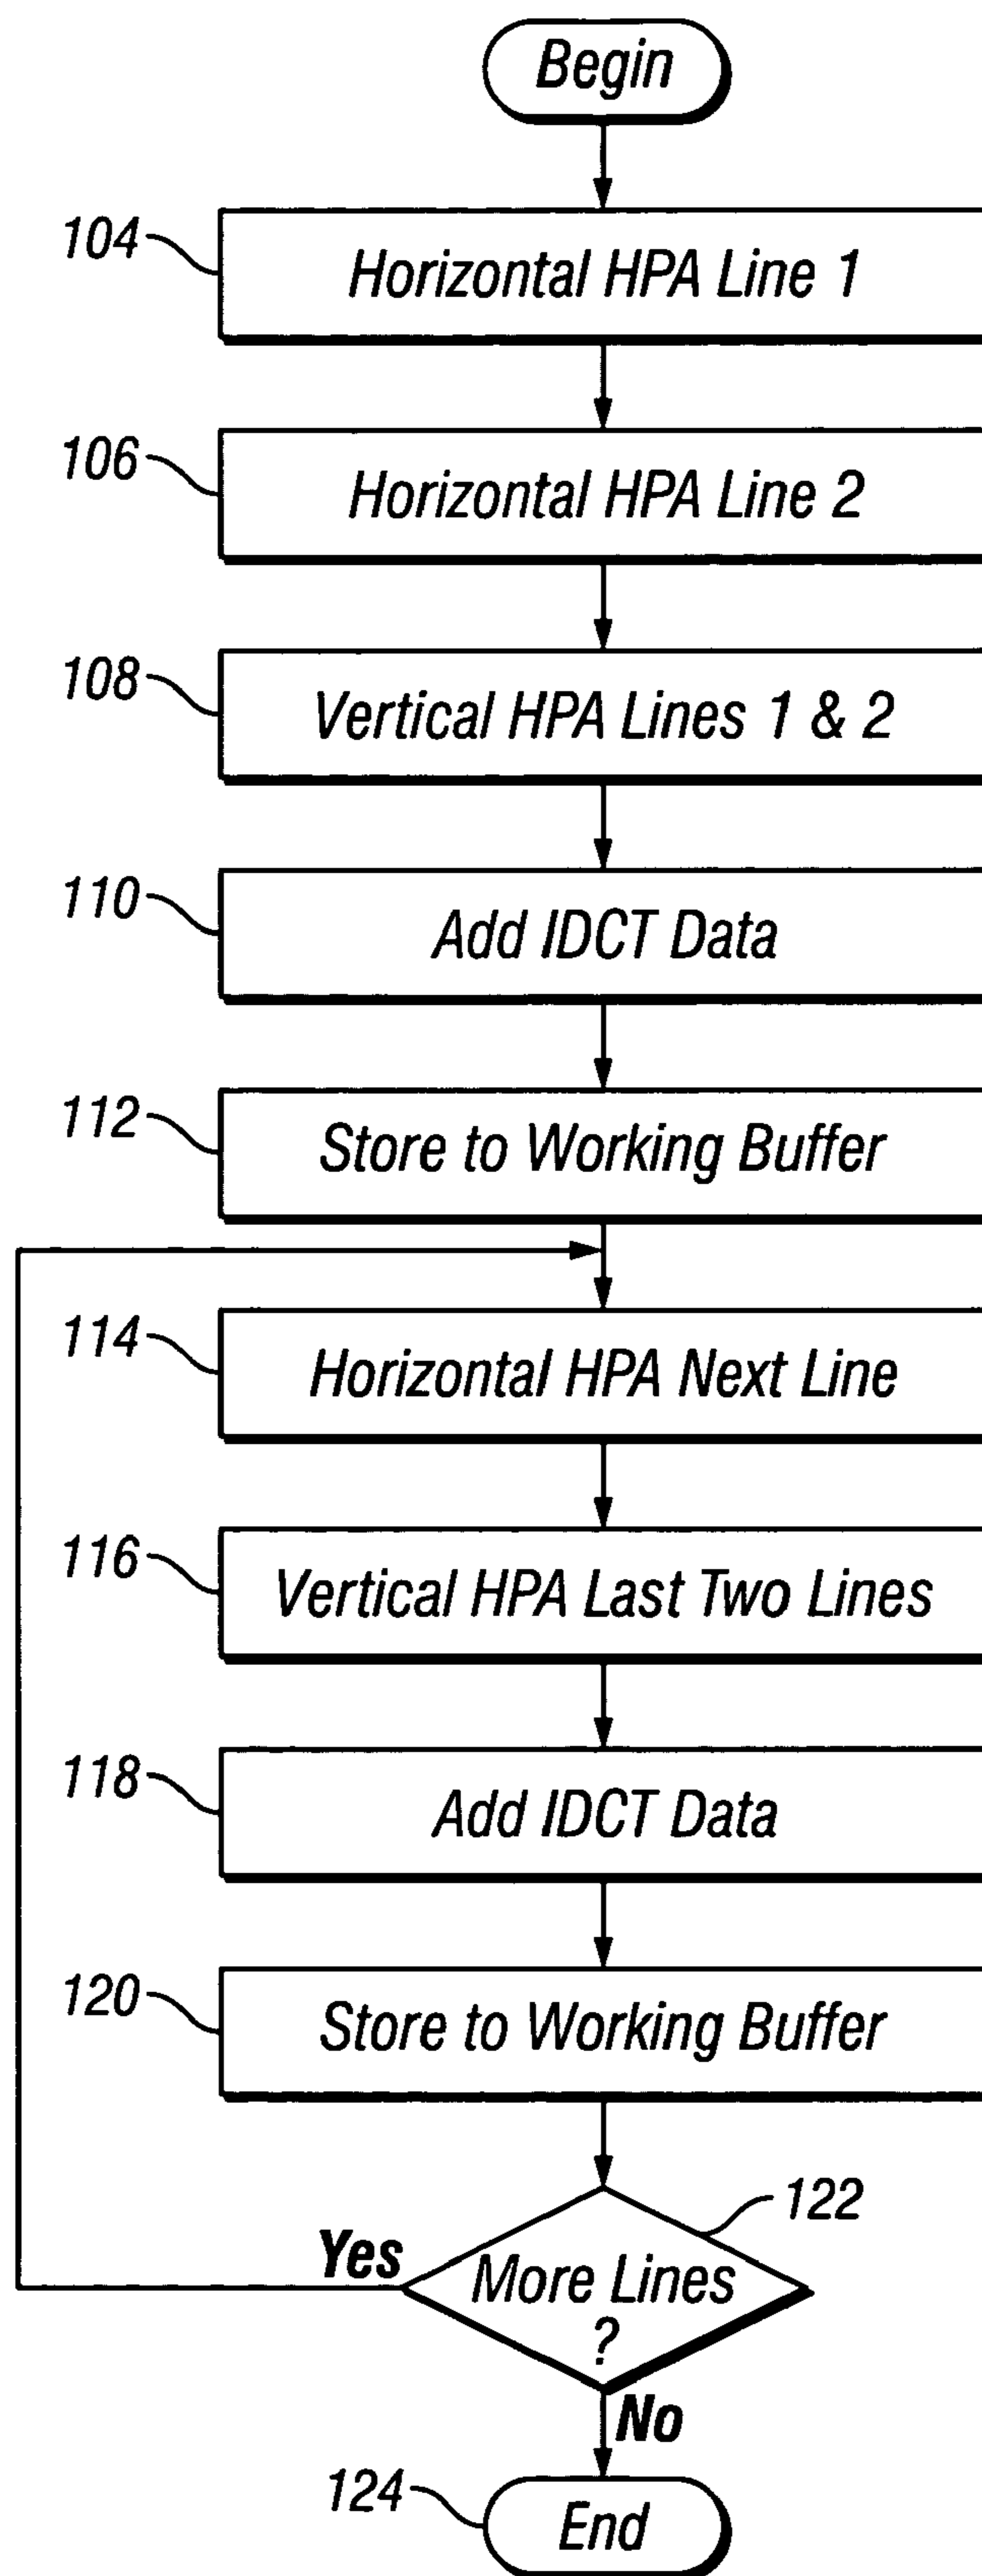 Begin
104
Horizontal HPA Line 1
106
Horizontal HPA Line 2
108
Vertical HPA Lines 1 & 2
110
Add IDCT Data
112
Store to Working Buffer
114
Horizontal HPA Next Line
116
Vertical HPA Last Two Lines
118
Add IDCT Data
120
Store to Working Buffer
122
Yes
More Lines
?
No
124
End